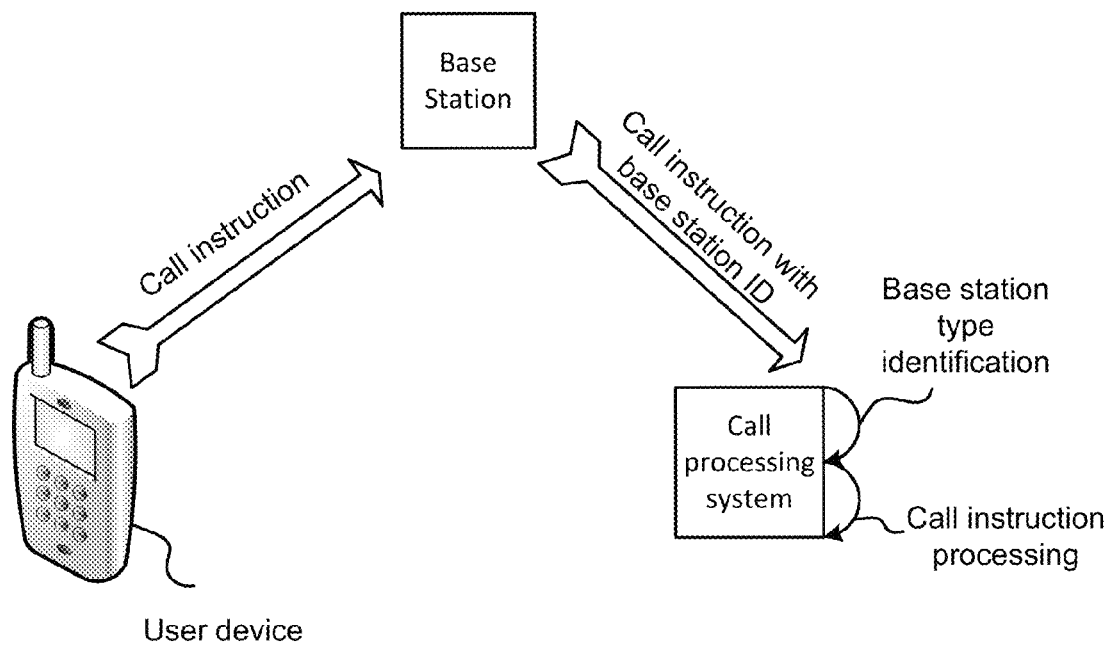 Base
Station
Call instruction
Call instruction with
base station ID
Base station
type
identification
Call
processing
system
Call instruction
processing
User device